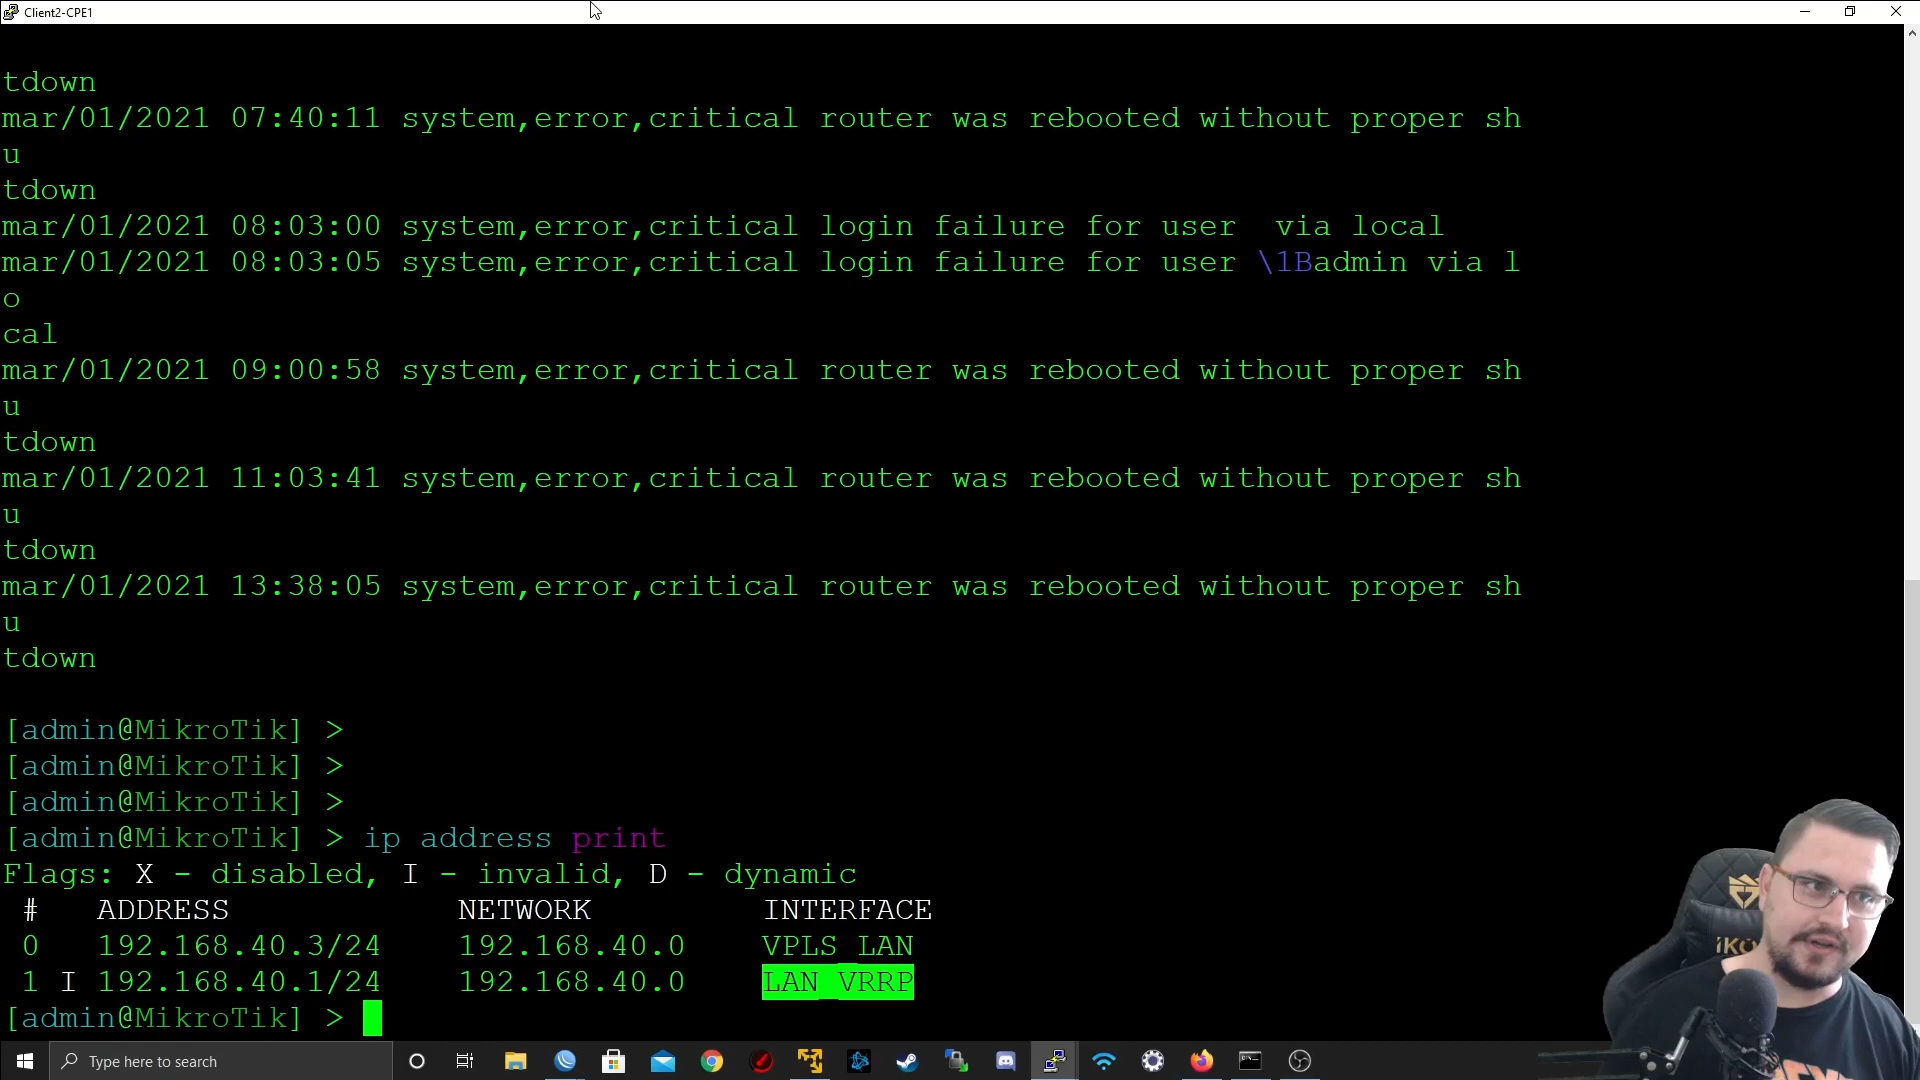 Client2-CPE1
tdown
mar/01/2021 07:40:11 system,error,critical router was rebooted without proper sh
u
tdown
mar/01/2021 08:03:00 system,error,critical login failure for user  via local
mar/01/2021 08:03:05 system,error,critical login failure for user \1Badmin via l
o
cal
mar/01/2021 09:00:58 system,error,critical router was rebooted without proper sh
u
tdown
mar/01/2021 11:03:41 system,error,critical router was rebooted without proper sh
u
tdown
mar/01/2021 13:38:05 system,error,critical router was rebooted without proper sh
u
tdown
[admin@MikroTik] >
[admin@MikroTik] >
[admin@MikroTik] >
[admin@MikroTik] > ip address print
Flags: X - disabled, I - invalid, D - dynamic
#   ADDRESS            NETWORK         INTERFACE
0   192.168.40.3/24    192.168.40.0    VPLS_LAN
1 I 192.168.40.1/24    192.168.40.0    LAN_VRRP
[admin@MikroTik] >
Type here to search